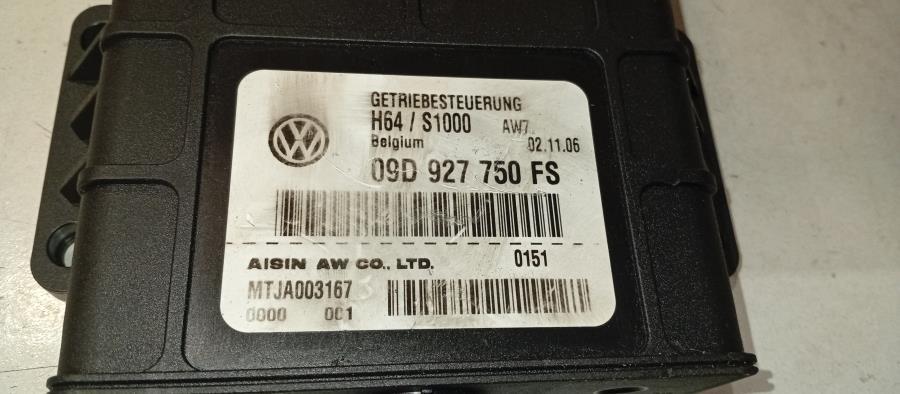 GETRIEBESTEUERUNG
H64 / S1000 AW7
Belgium 02.11.06
09D 927 750 FS
AISIN AW CO., LTD. 0151
MTJA003167
0000 001